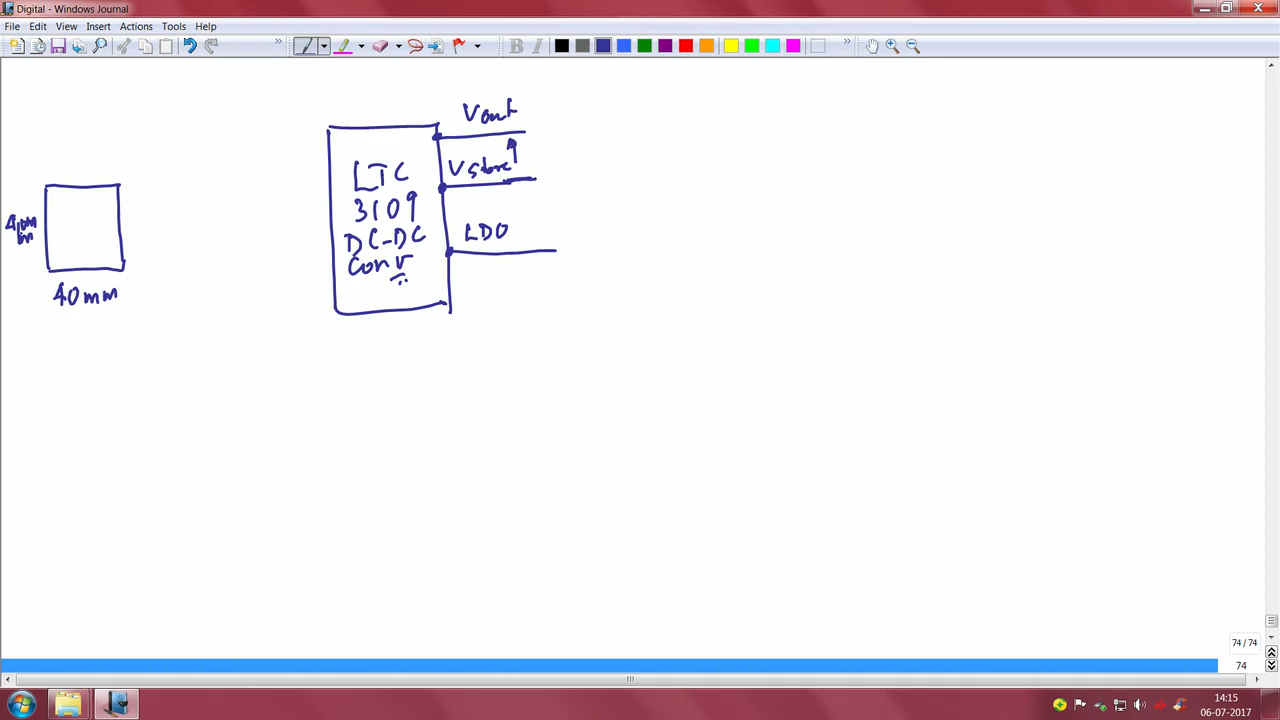 Digital - Windows Journal
File Edit View Insert Actions Tools Help
B I
Vout
LTC
3109
DC-DC
Conv
Vstore
LDO
40m
m
40mm
74 / 74
74
14:15
06-07-2017